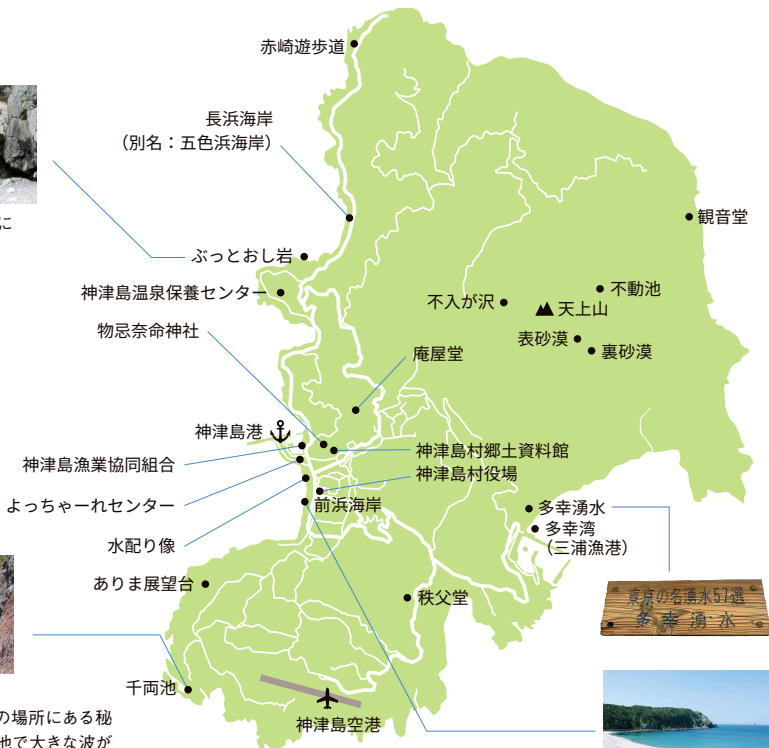 赤崎遊歩道
長浜海岸
（別名：五色浜海岸）
に
観音堂
ぶっとおし岩
神津島温泉保養センター
不動池
不入が沢
天上山
物忌奈命神社
表砂漠
裏砂漠
庵屋堂
神津島港
神津島漁業協同組合
神津島村郷土資料館
神津島村役場
よっちゃーれセンター
前浜海岸
多幸湧水
多幸湾
（三浦漁港）
水配り像
ありま展望台
秩父堂
東京の名湧水57選
多幸湧水
千両池
神津島空港
の場所にある秘
池で大きな波が